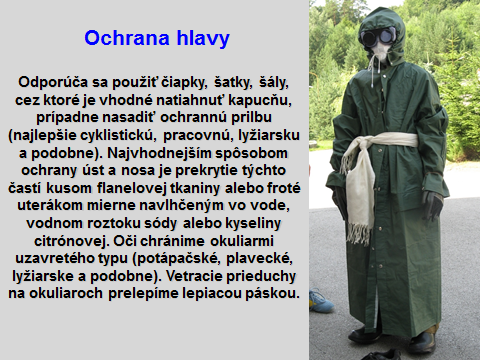 Ochrana hlavy
Odporúča sa použiť čiapky, šatky, šály,
cez ktoré je vhodné natiahnuť kapucňu,
prípadne nasadiť ochrannú prilbu
(najlepšie cyklistickú, pracovnú, lyžiarsku
a podobne). Najvhodnejším spôsobom
ochrany úst a nosa je prekrytie týchto
častí kusom flanelovej tkaniny alebo froté
uterákom mierne navlhčeným vo vode,
vodnom roztoku sódy alebo kyseliny
citrónovej. Oči chránime okuliarmi
uzavretého typu (potápačské, plavecké,
lyžiarske a podobne). Vetracie prieduchy
na okuliaroch prelepíme lepiacou páskou.